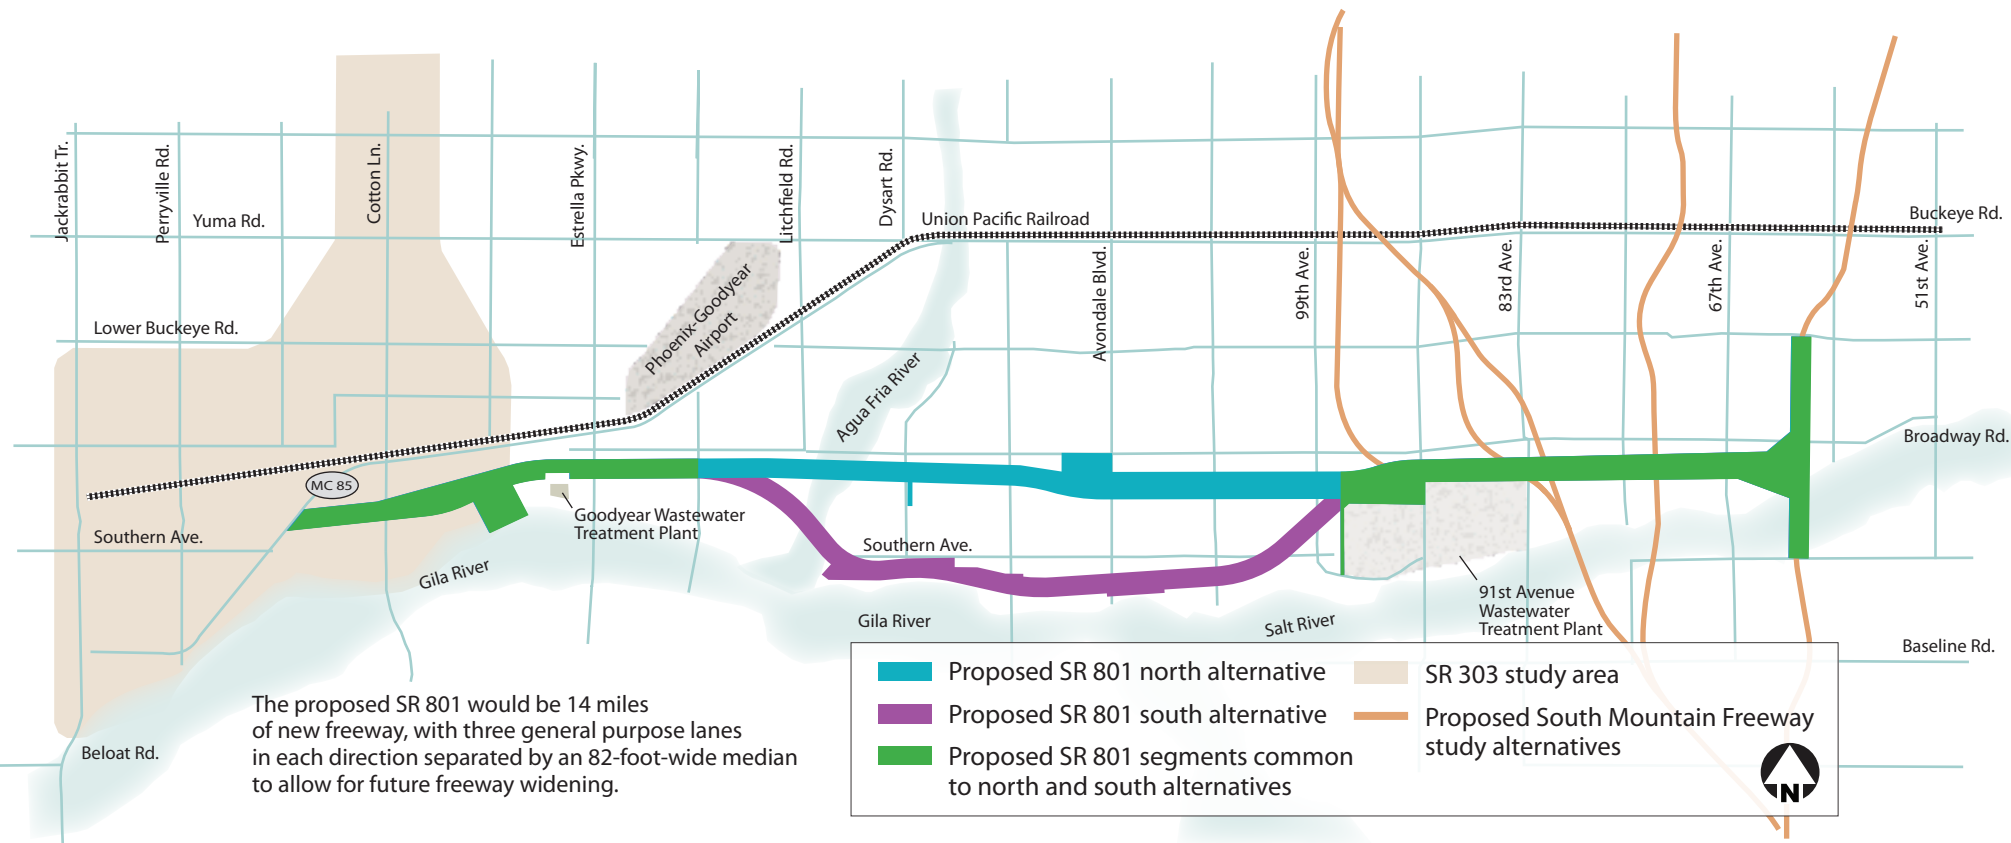 Jackrabbit Tr.
Perryville Rd.
Cotton Ln.
Estrella Pkwy.
Litchfield Rd.
Dysart Rd.
Yuma Rd.
Union Pacific Railroad
Buckeye Rd.
Avondale Blvd.
99th Ave.
83rd Ave.
67th Ave.
51st Ave.
Lower Buckeye Rd.
Phoenix-Goodyear
Airport
Agua Fria River
Broadway Rd.
MC 85
Goodyear Wastewater
Treatment Plant
Southern Ave.
Southern Ave.
Gila River
Gila River
Salt River
91st Avenue
Wastewater
Treatment Plant
Baseline Rd.
Beloat Rd.
The proposed SR 801 would be 14 miles
of new freeway, with three general purpose lanes
in each direction separated by an 82-foot-wide median
to allow for future freeway widening.
Proposed SR 801 north alternative
Proposed SR 801 south alternative
Proposed SR 801 segments common
to north and south alternatives
SR 303 study area
Proposed South Mountain Freeway
study alternatives
N